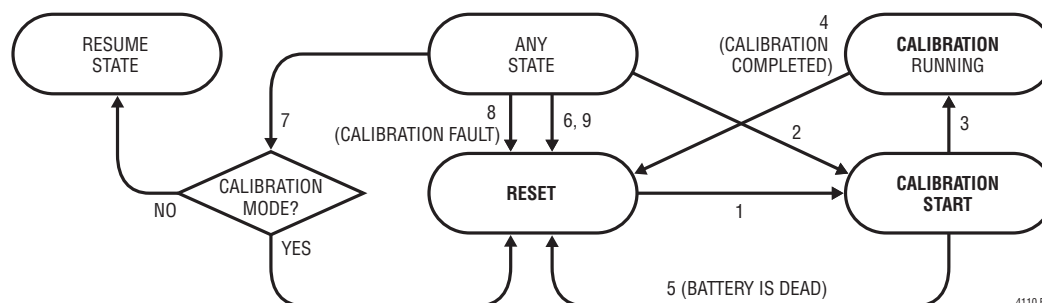 RESUME
STATE
ANY
STATE
4
(CALIBRATION
COMPLETED)
CALIBRATION
RUNNING
7
8
(CALIBRATION FAULT)
6, 9
2
3
CALIBRATION
MODE?
NO
YES
RESET
1
CALIBRATION
START
5 (BATTERY IS DEAD)